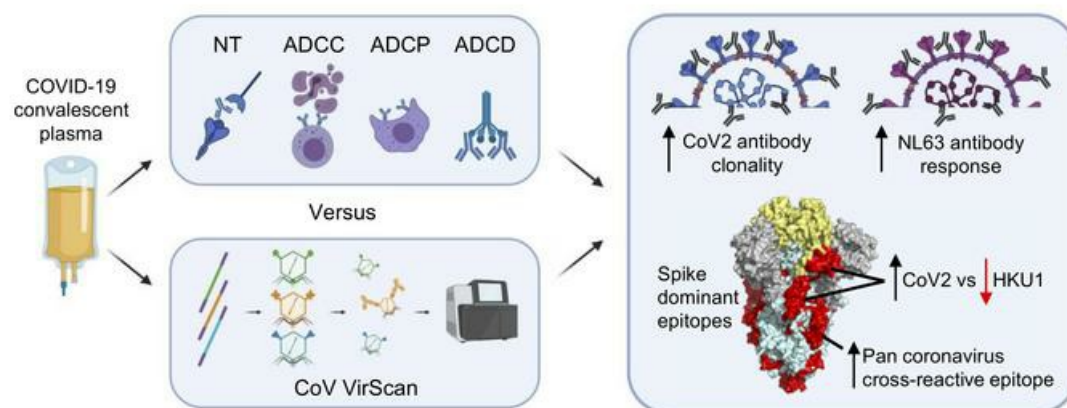 COVID-19
convalescent
plasma
NT ADCC ADCP ADCD
Versus
CoV VirScan
CoV2 antibody
clonality
NL63 antibody
response
Spike
dominant
epitopes
CoV2 vs HKU1
Pan coronavirus
cross-reactive epitope